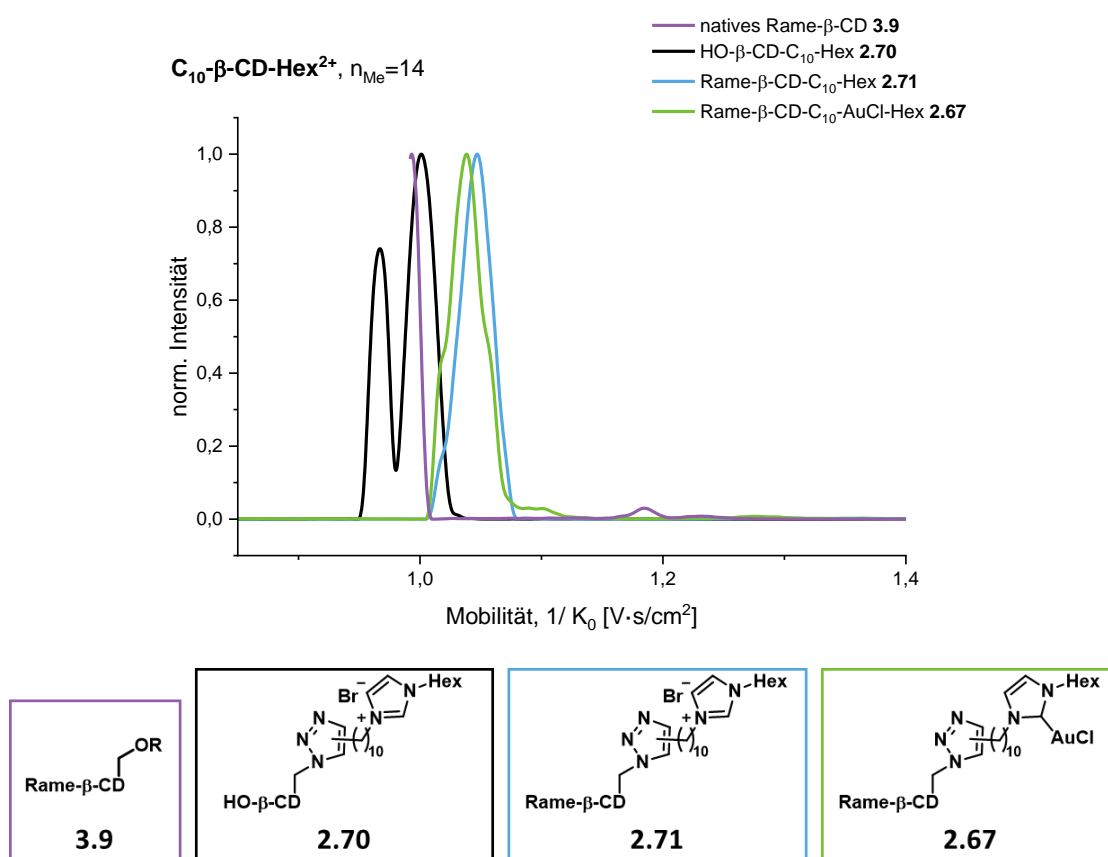 natives Rame-β-CD 3.9
HO-β-CD-C₁₀-Hex 2.70
C₁₀-β-CD-Hex²⁺, nMe=14
Rame-β-CD-C₁₀-Hex 2.71
Rame-β-CD-C₁₀-AuCl-Hex 2.67
norm. Intensität
1,0
0,8
0,6
0,4
0,2
0,0
1,0 1,2 1,4
Mobilität, 1/ K₀ [V·s/cm²]
OR
Rame-β-CD
3.9
Br⁻
N-Hex
N
+
N
N
N
( )₁₀
HO-β-CD
2.70
Br⁻
N-Hex
N
+
N
N
N
( )₁₀
Rame-β-CD
2.71
N-Hex
N
AuCl
N
N
N
( )₁₀
Rame-β-CD
2.67